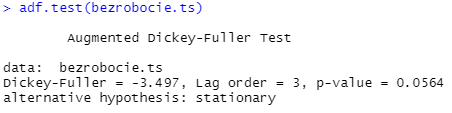 > adf.test(bezrobocie.ts)
Augmented Dickey-Fuller Test
data: bezrobocie.ts
Dickey-Fuller = -3.497, Lag order = 3, p-value = 0.0564
alternative hypothesis: stationary